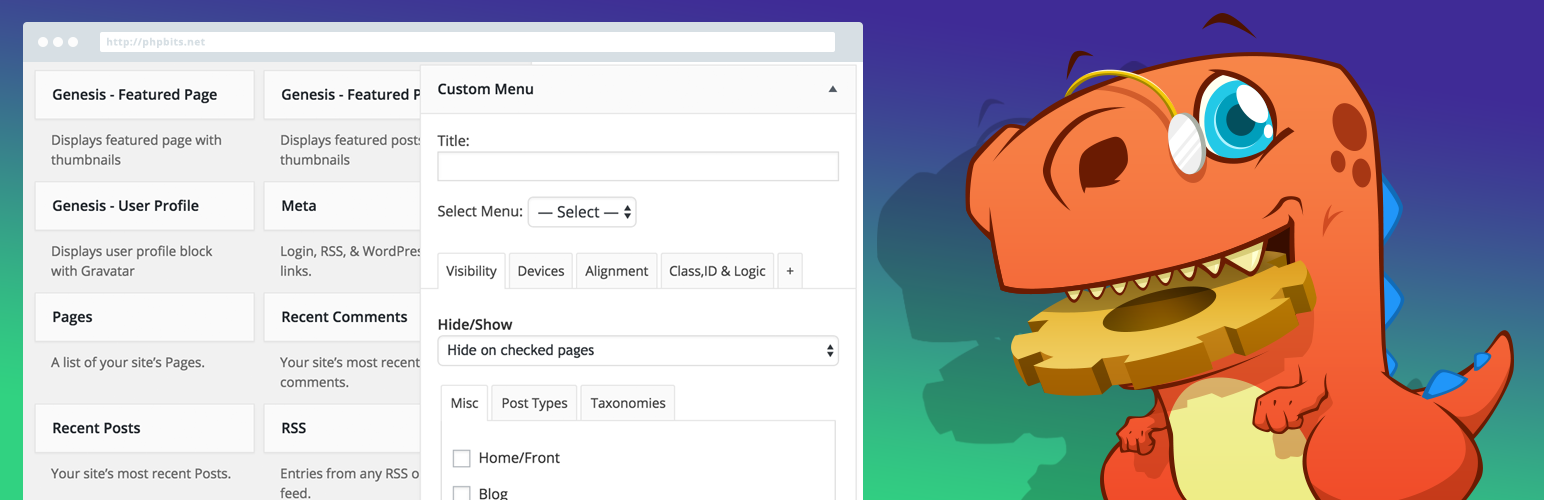 http://phpbits.net
Genesis - Featured Page
Displays featured page with
thumbnails
Genesis - Featured P
Displays featured posts
thumbnails
Genesis - User Profile
Displays user profile block
with Gravatar
Meta
Login, RSS, & WordPres
links.
Pages
A list of your site's Pages.
Recent Comments
Your site's most recent
comments.
Recent Posts
Your site's most recent Posts.
RSS
Entries from any RSS o
feed.
Custom Menu
Title:
Select Menu: — Select —
Visibility Devices Alignment Class,ID & Logic +
Hide/Show
Hide on checked pages
Misc Post Types Taxonomies
Home/Front
Blog